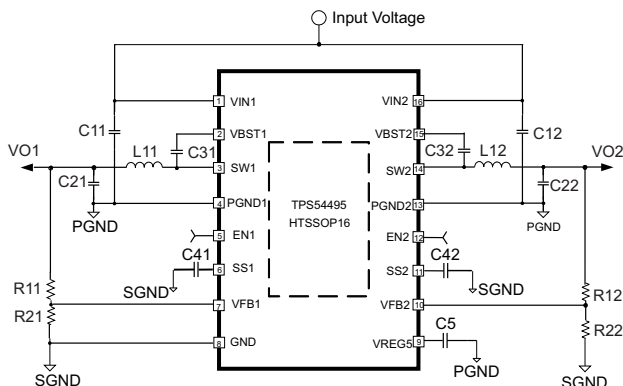 Input Voltage
1 VIN1 VIN2 16
C11 C12
2 VBST1 VBST2 15
VO1 L11 C31 C32 L12 VO2
3 SW1 SW2 14
C21 C22
TPS54495
HTSSOP16
4 PGND1 PGND2 13
PGND PGND
5 EN1 EN2 12
C41 C42
6 SS1 SS2 11
SGND SGND
R11 R12
7 VFB1 VFB2 10
R21 R22
8 GND VREG5 9
C5
SGND PGND SGND